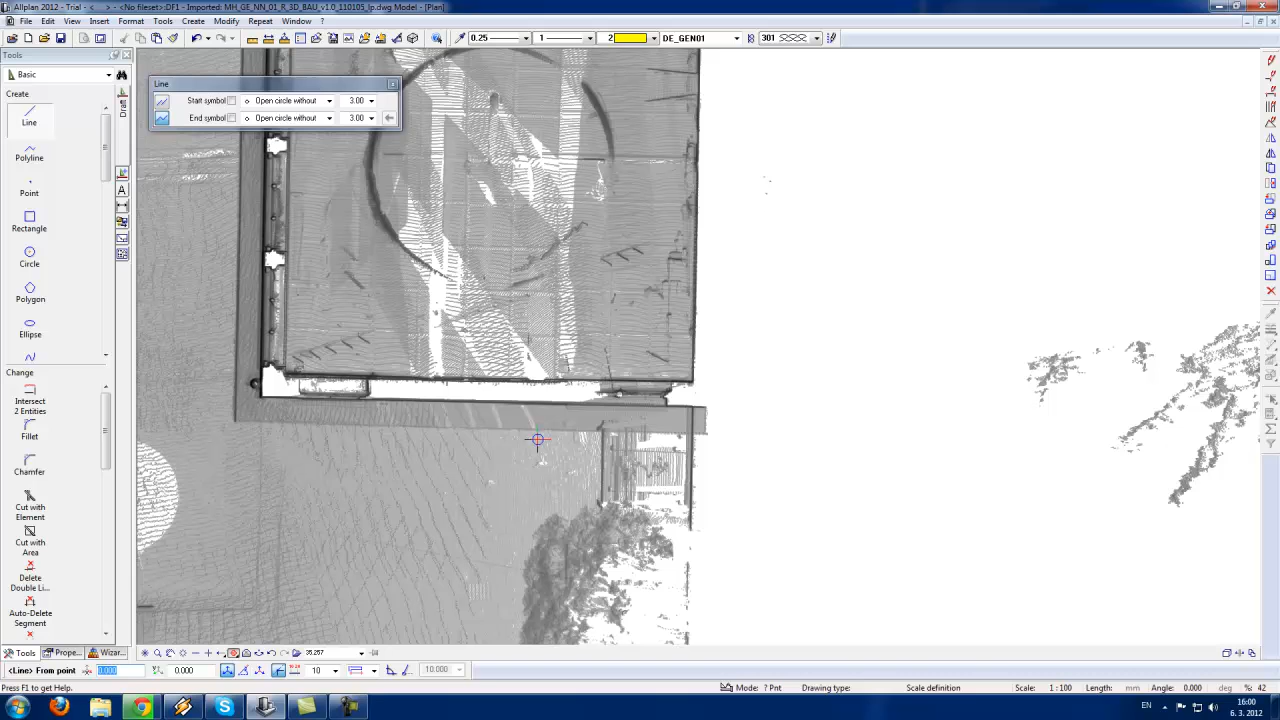 Allplan 2012 - Trial - < > - <No fileset>:DF1 - Imported: MH_GE_NN_01_R_3D_BAU_v1.0_110105_lp.dwg Model - [Plan]
File Edit View Insert Format Tools Create Modify Repeat Window ?
0.25 1 2 DE_GEN01 301
Tools
Basic
Create
Line
Polyline
Point
Rectangle
Circle
Polygon
Ellipse
Change
Intersect
2 Entities
Fillet
Chamfer
Cut with
Element
Cut with
Area
Delete
Double Li...
Auto-Delete
Segment
Line
Start symbol Open circle without 3.00
End symbol Open circle without 3.00
Tools Prope... Wizar...
35.257
<Line> From point 0.000 0.000 10 10.000
Press F1 to get Help.
Mode: ? Pnt Drawing type: Scale definition Scale: 1 : 100 Length: mm Angle: 0.000 deg %: 42
EN 16:00
6. 3. 2012